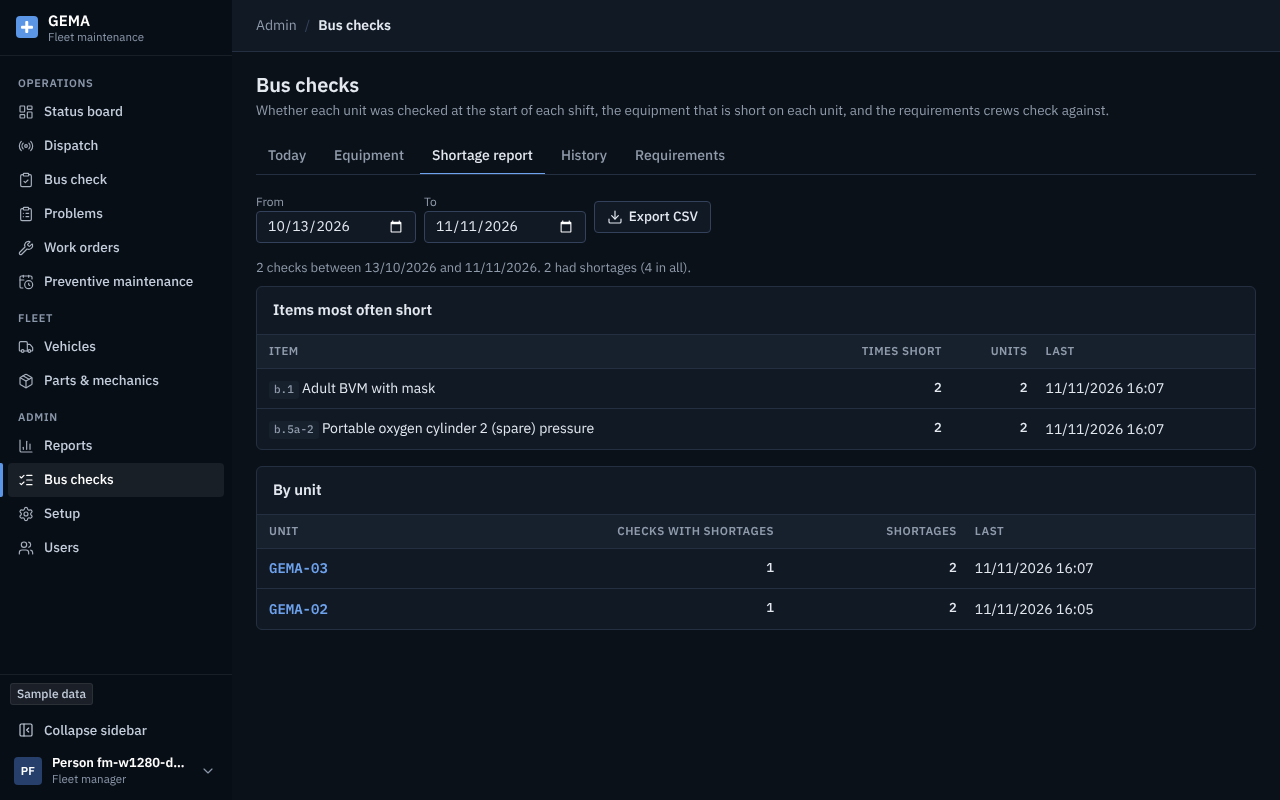 GEMA
Fleet maintenance
OPERATIONS
Status board
Dispatch
Bus check
Problems
Work orders
Preventive maintenance
FLEET
Vehicles
Parts & mechanics
ADMIN
Reports
Bus checks
Setup
Users
Sample data
Collapse sidebar
PF
Person fm-w1280-d...
Fleet manager
Admin / Bus checks
Bus checks
Whether each unit was checked at the start of each shift, the equipment that is short on each unit, and the requirements crews check against.
Today Equipment Shortage report History Requirements
From To
10/13/2026 11/11/2026 Export CSV
2 checks between 13/10/2026 and 11/11/2026. 2 had shortages (4 in all).
Items most often short
ITEM TIMES SHORT UNITS LAST
b.1 Adult BVM with mask 2 2 11/11/2026 16:07
b.5a-2 Portable oxygen cylinder 2 (spare) pressure 2 2 11/11/2026 16:07
By unit
UNIT CHECKS WITH SHORTAGES SHORTAGES LAST
GEMA-03 1 2 11/11/2026 16:07
GEMA-02 1 2 11/11/2026 16:05